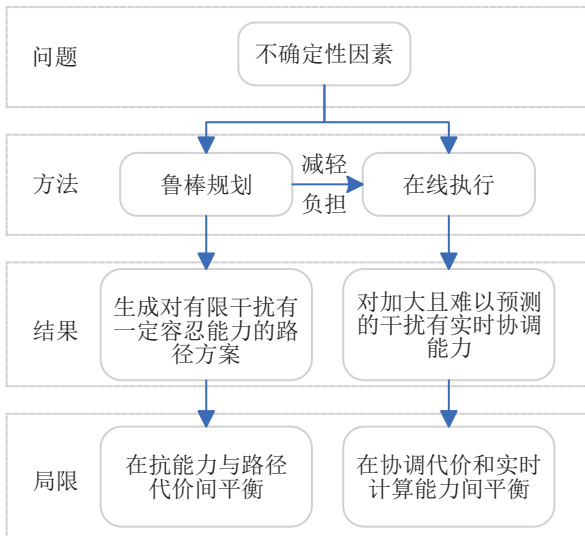 问题
不确定性因素
方法
鲁棒规划
减轻
负担
在线执行
结果
生成对有限干扰有
一定容忍能力的路
径方案
对加大且难以预测
的干扰有实时协调
能力
局限
在抗能力与路径
代价间平衡
在协调代价和实时
计算能力间平衡